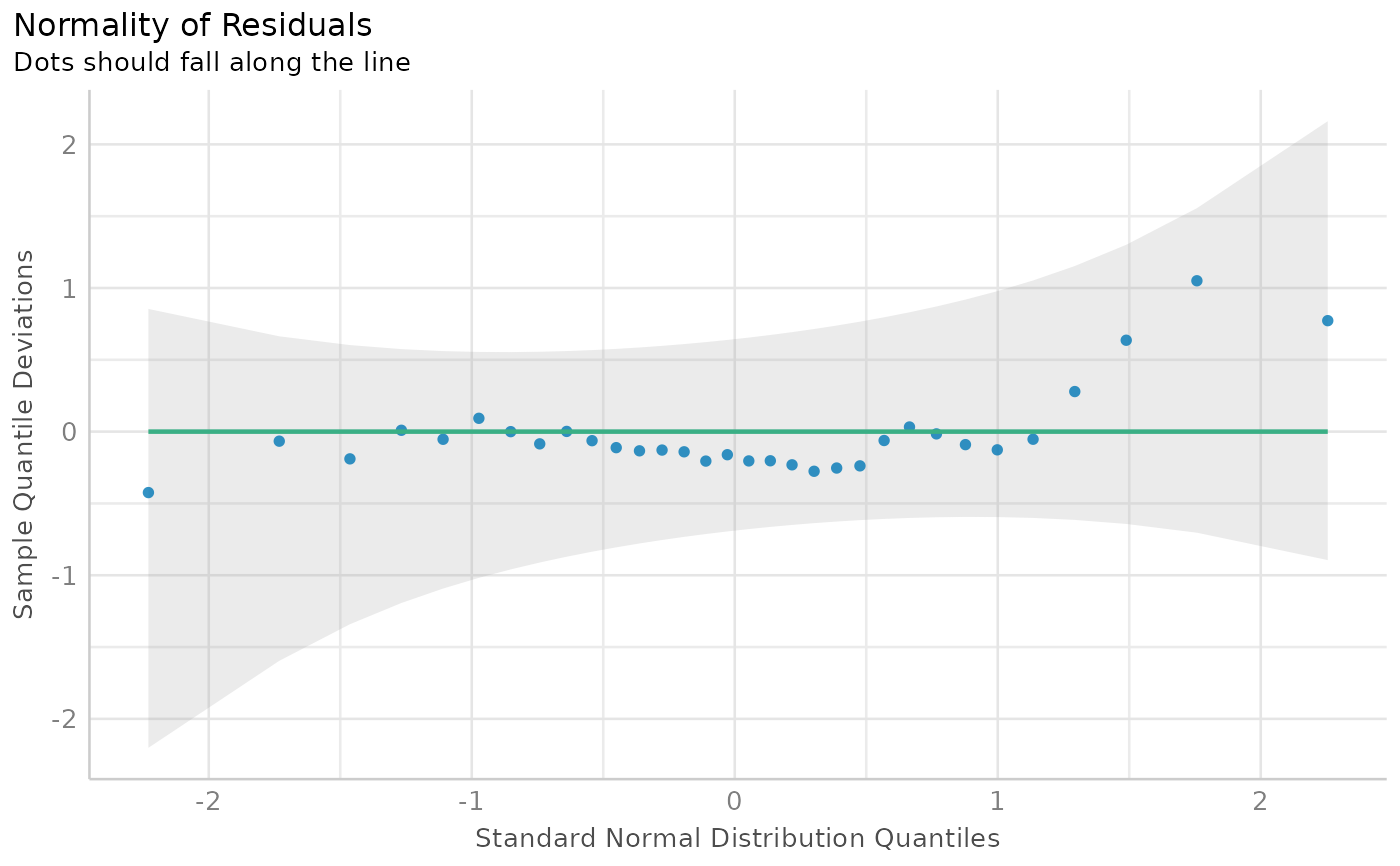 Normality of Residuals
Dots should fall along the line
Sample Quantile Deviations
2
1
0
-1
-2
-2
-1
0
1
2
Standard Normal Distribution Quantiles